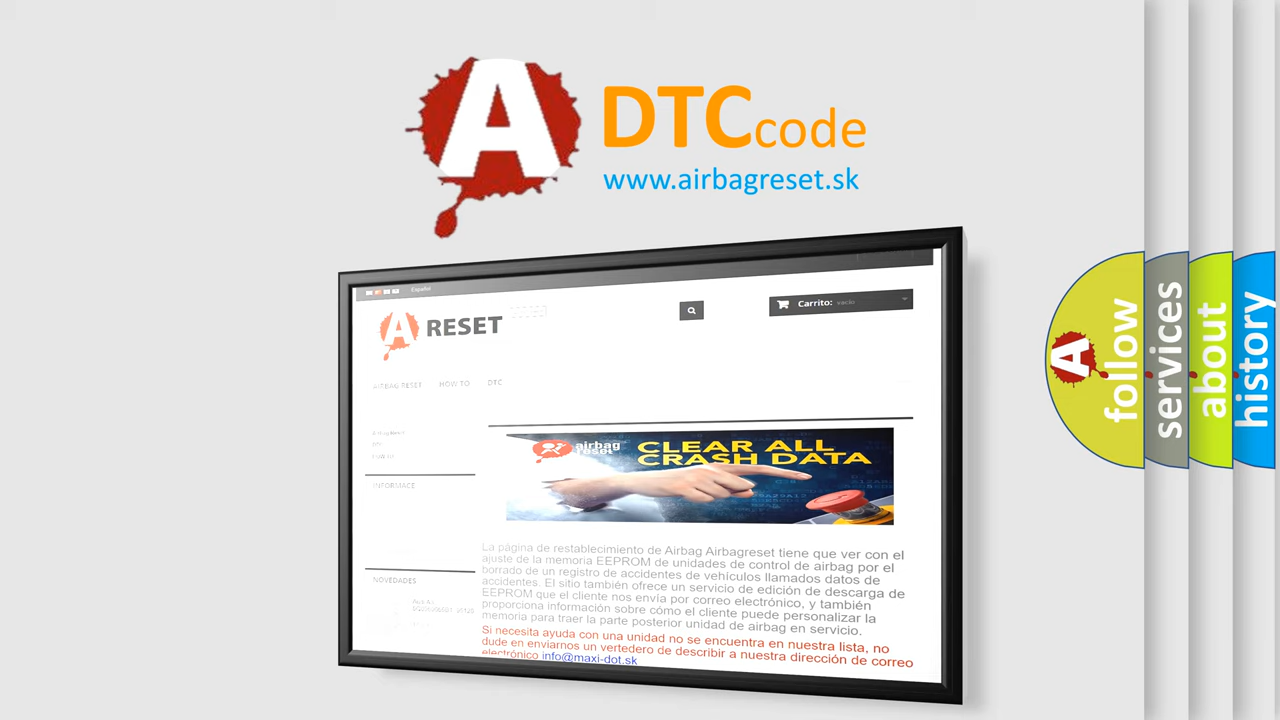 A DTCcode
www.airbagreset.sk
Español
A RESET
Carrito: vacío
AIRBAG RESET HOW TO DTC
INFORMACE
NOVEDADES
airbag
reset
CLEAR ALL
CRASH DATA
La página de restablecimiento de Airbag Airbagreset tiene que ver con el
ajuste de la memoria EEPROM de unidades de control de airbag por el
borrado de un registro de accidentes de vehículos llamados datos de
accidentes. El sitio también ofrece un servicio de edición de descarga de
EEPROM que el cliente nos envía por correo electrónico, y también
proporciona información sobre cómo el cliente puede personalizar la
memoria para traer la parte posterior unidad de airbag en servicio.
Si necesita ayuda con una unidad no se encuentra en nuestra lista, no
dude en enviarnos un vertedero de describir a nuestra dirección de correo
electrónico info@maxi-dot.sk
A follow
services
about
history